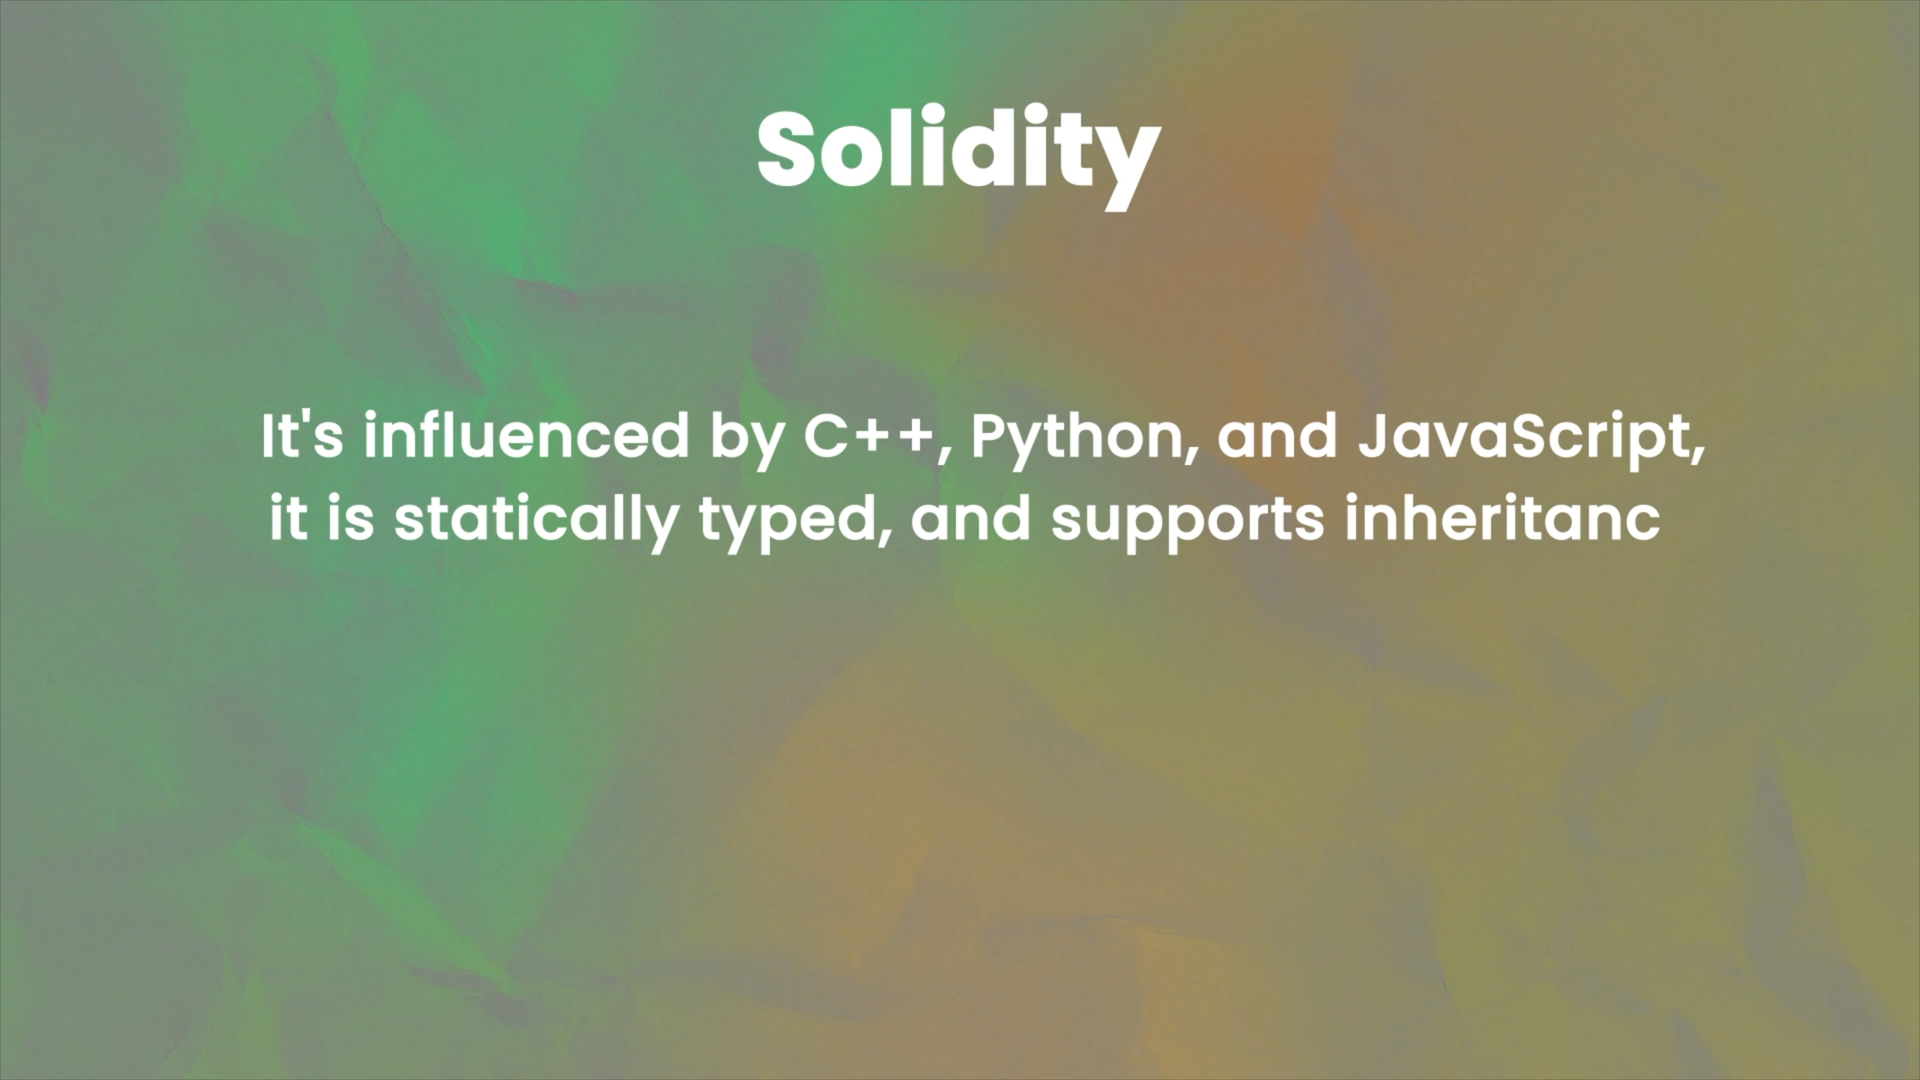 Solidity
It's influenced by C++, Python, and JavaScript,
it is statically typed, and supports inheritanc